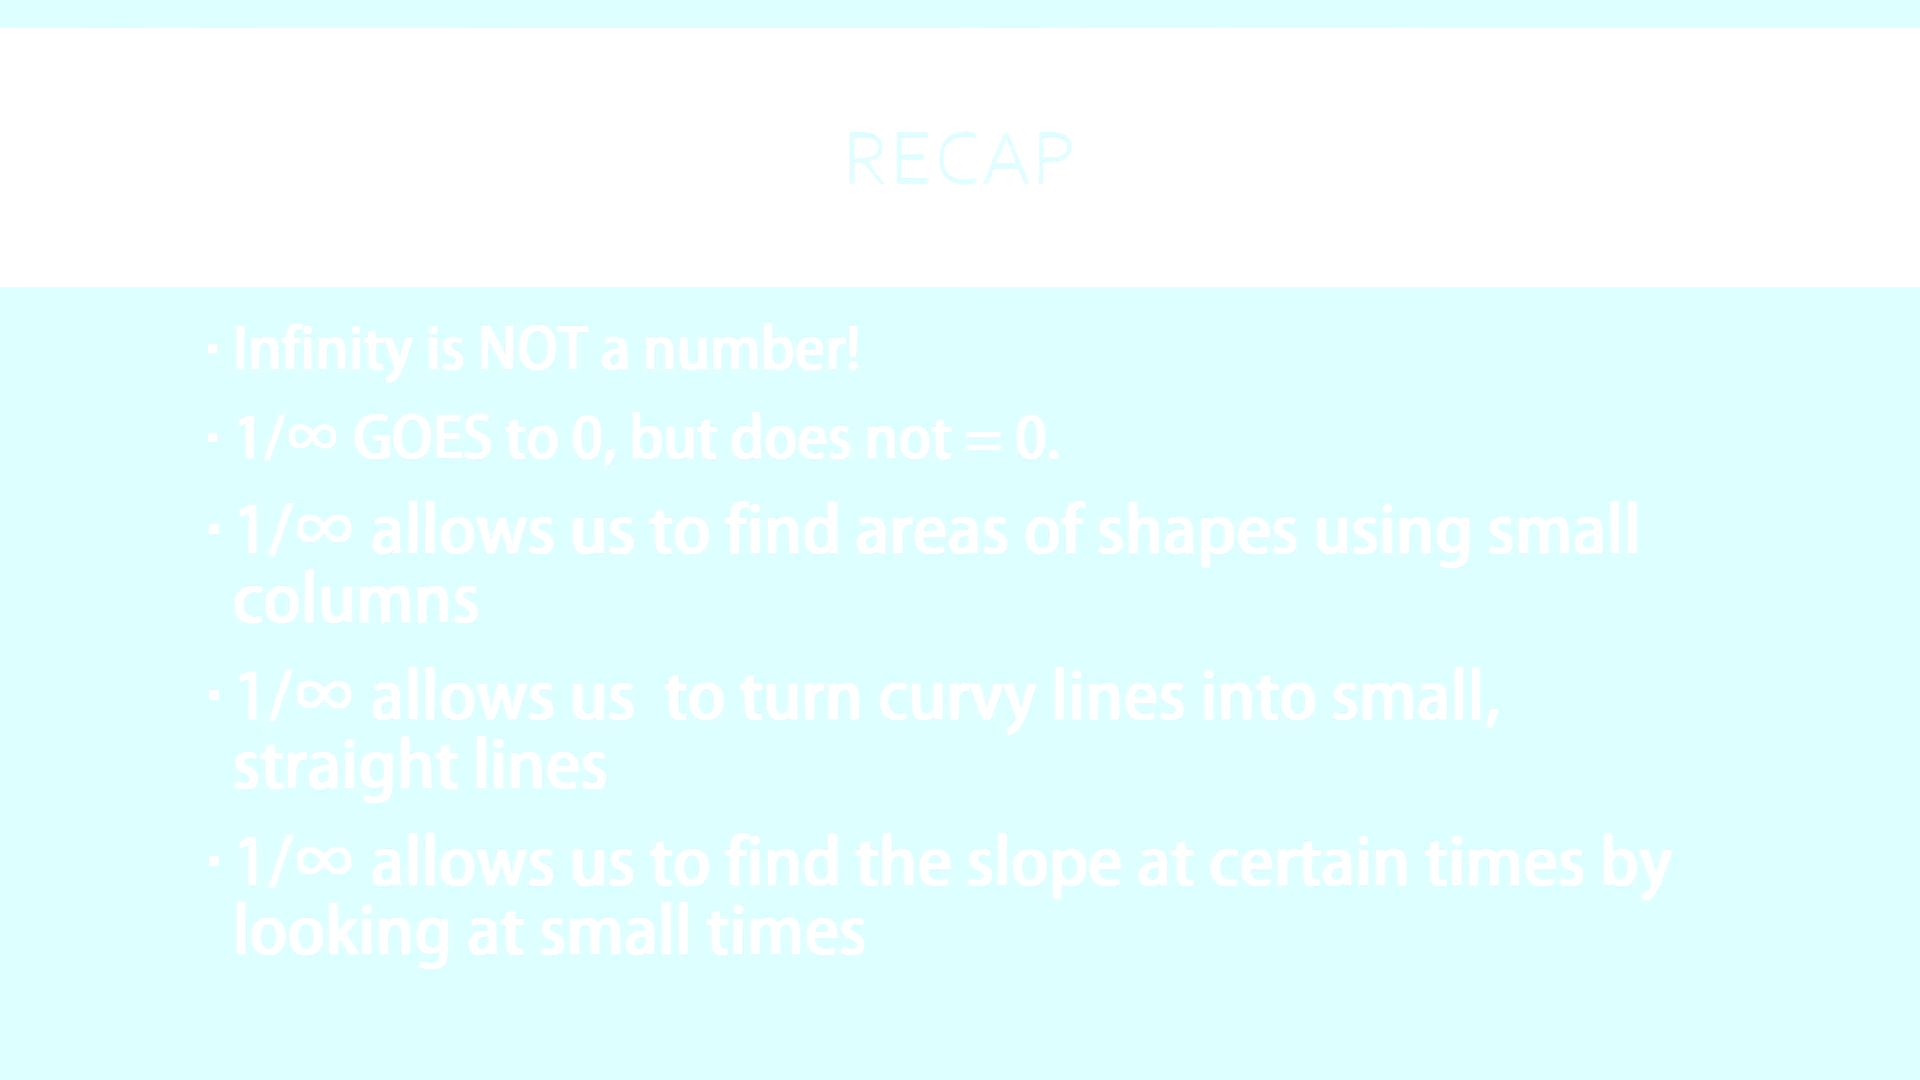 RECAP
▪ Infinity is NOT a number!
▪ 1/∞ GOES to 0, but does not = 0.
▪ 1/∞ allows us to find areas of shapes using small
columns
▪ 1/∞ allows us  to turn curvy lines into small,
straight lines
▪ 1/∞ allows us to find the slope at certain times by
looking at small times